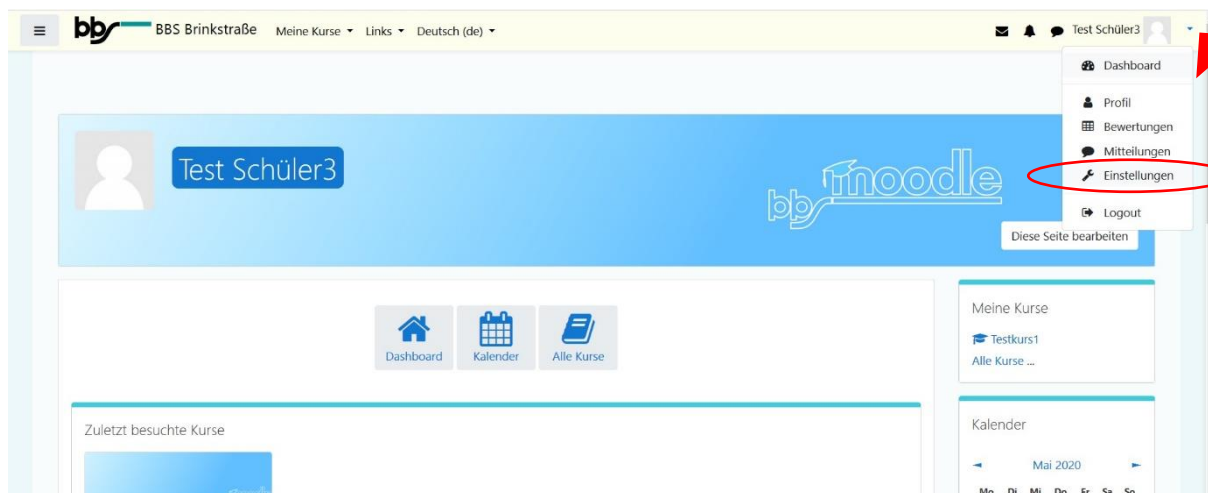 bbs BBS Brinkstraße Meine Kurse Links Deutsch (de) Test Schüler3
Dashboard
Profil
Bewertungen
Mitteilungen
Einstellungen
Logout
Test Schüler3
bbs moodle
Diese Seite bearbeiten
Dashboard Kalender Alle Kurse
Zuletzt besuchte Kurse
Meine Kurse
Testkurs1
Alle Kurse ...
Kalender
◄ Mai 2020 ►
Mo Di Mi Do Fr Sa So